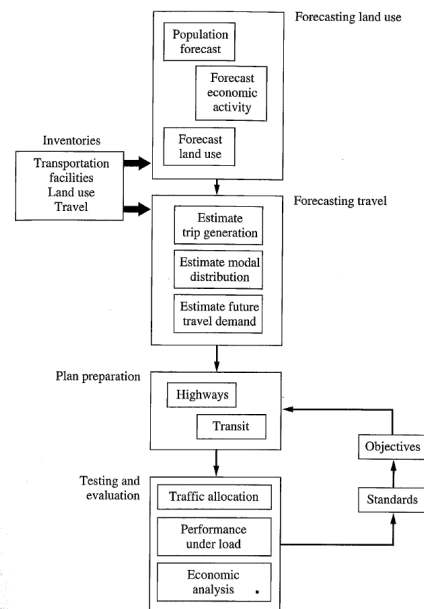 Forecasting land use
Population
forecast
Forecast
economic
activity
Forecast
land use
Inventories
Transportation
facilities
Land use
Travel
Forecasting travel
Estimate
trip generation
Estimate modal
distribution
Estimate future
travel demand
Plan preparation
Highways
Transit
Objectives
Standards
Testing and
evaluation
Traffic allocation
Performance
under load
Economic
analysis